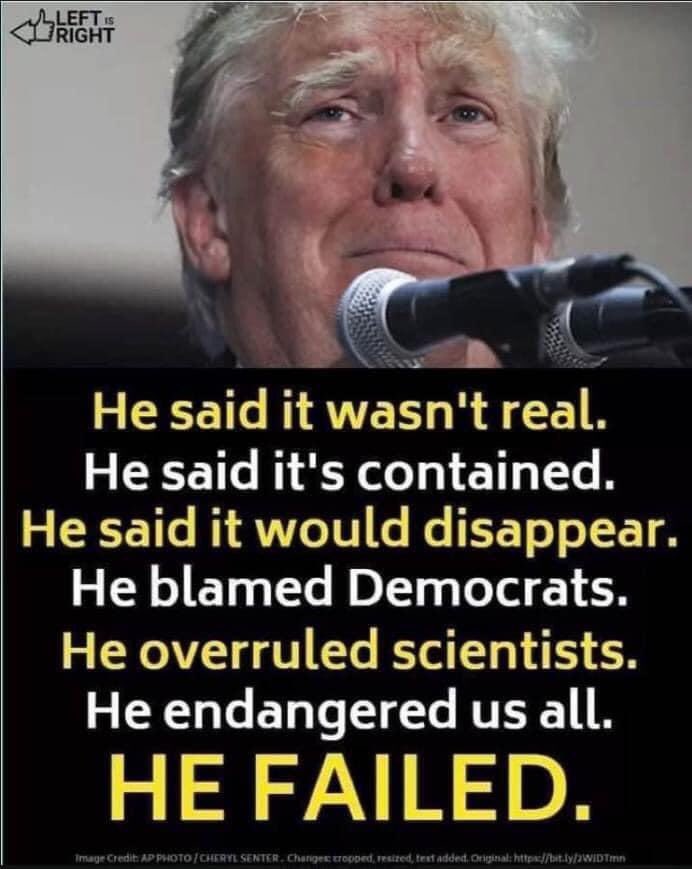 LEFT IS
RIGHT
He said it wasn't real.
He said it's contained.
He said it would disappear.
He blamed Democrats.
He overruled scientists.
He endangered us all.
HE FAILED.
Image Credit: AP PHOTO / CHERYL SENTER. Changes: cropped, resized, text added. Original: https://bit.ly/2WJDTmn